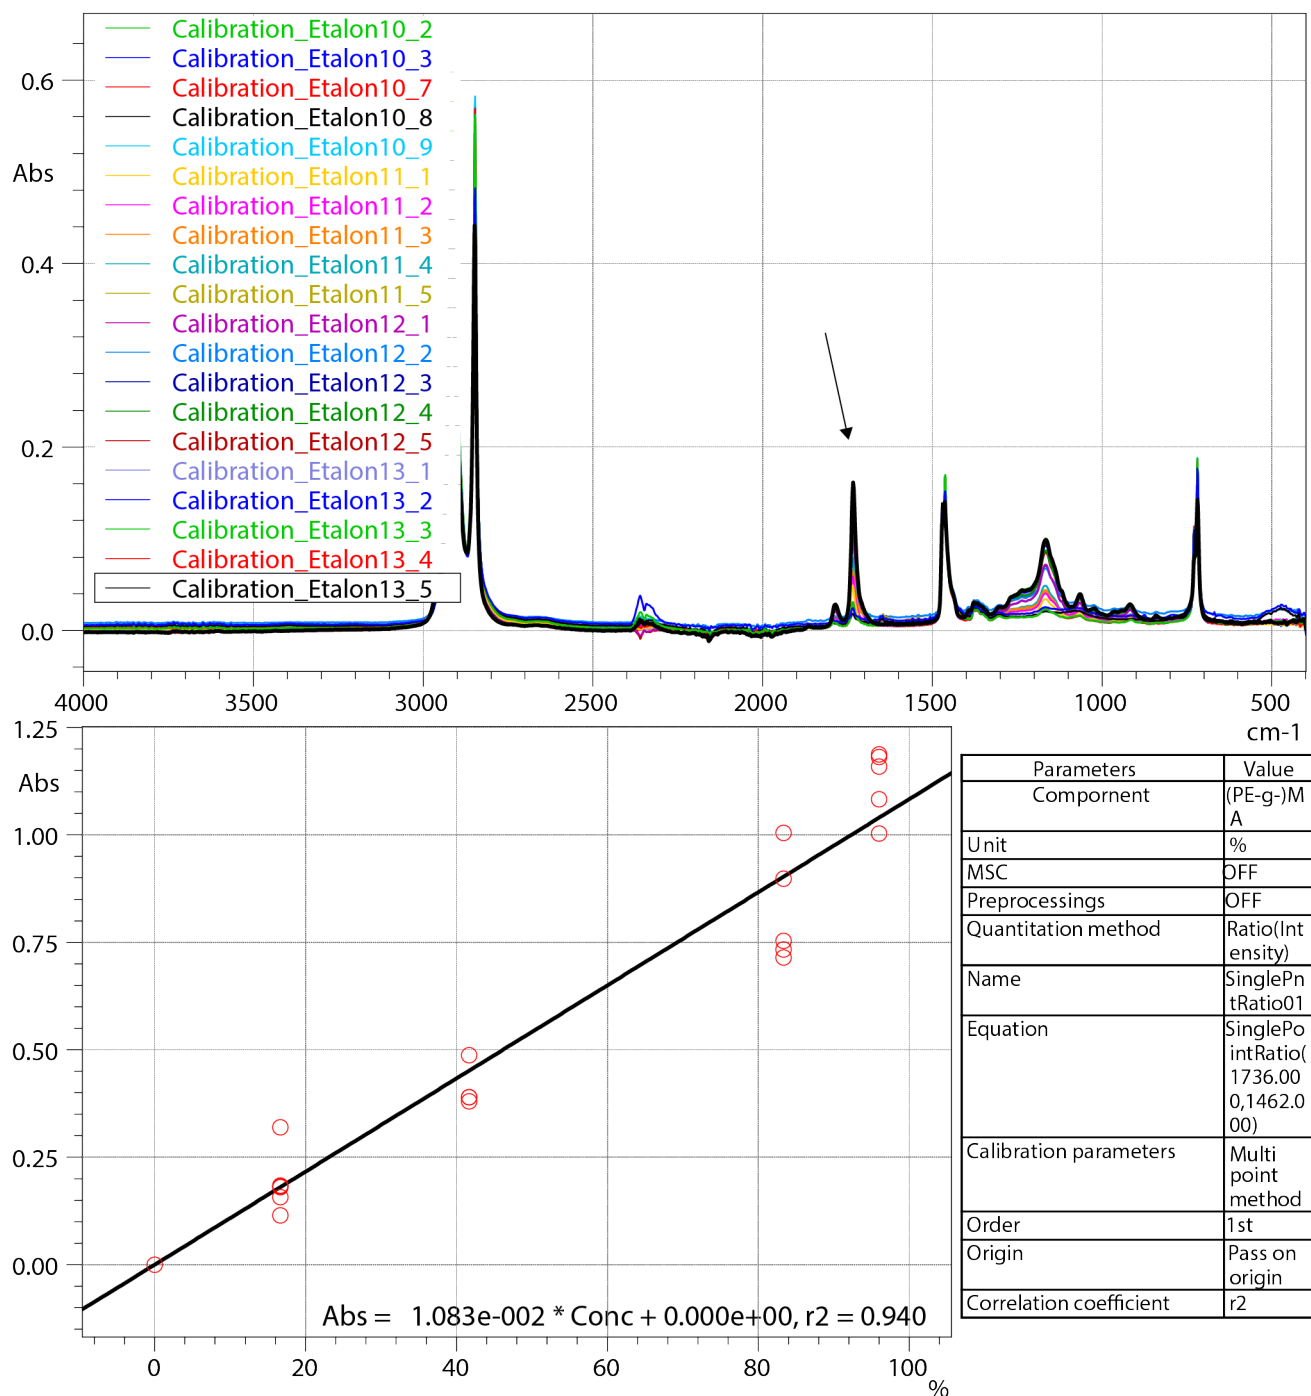 Calibration_Etalon10_2
Calibration_Etalon10_3
Calibration_Etalon10_7
Calibration_Etalon10_8
Calibration_Etalon10_9
Calibration_Etalon11_1
Calibration_Etalon11_2
Calibration_Etalon11_3
Calibration_Etalon11_4
Calibration_Etalon11_5
Calibration_Etalon12_1
Calibration_Etalon12_2
Calibration_Etalon12_3
Calibration_Etalon12_4
Calibration_Etalon12_5
Calibration_Etalon13_1
Calibration_Etalon13_2
Calibration_Etalon13_3
Calibration_Etalon13_4
Calibration_Etalon13_5
0.6
Abs
0.4
0.2
0.0
4000 3500 3000 2500 2000 1500 1000 500
cm-1
1.25
Abs
1.00
0.75
0.50
0.25
0.00
Abs = 1.083e-002 * Conc + 0.000e+00, r2 = 0.940
0 20 40 60 80 100
%
Parameters Value
Compornent (PE-g-)M
A
Unit %
MSC OFF
Preprocessings OFF
Quantitation method Ratio(Int
ensity)
Name SinglePn
tRatio01
Equation SinglePo
intRatio(
1736.00
0,1462.0
00)
Calibration parameters Multi
point
method
Order 1st
Origin Pass on
origin
Correlation coefficient r2